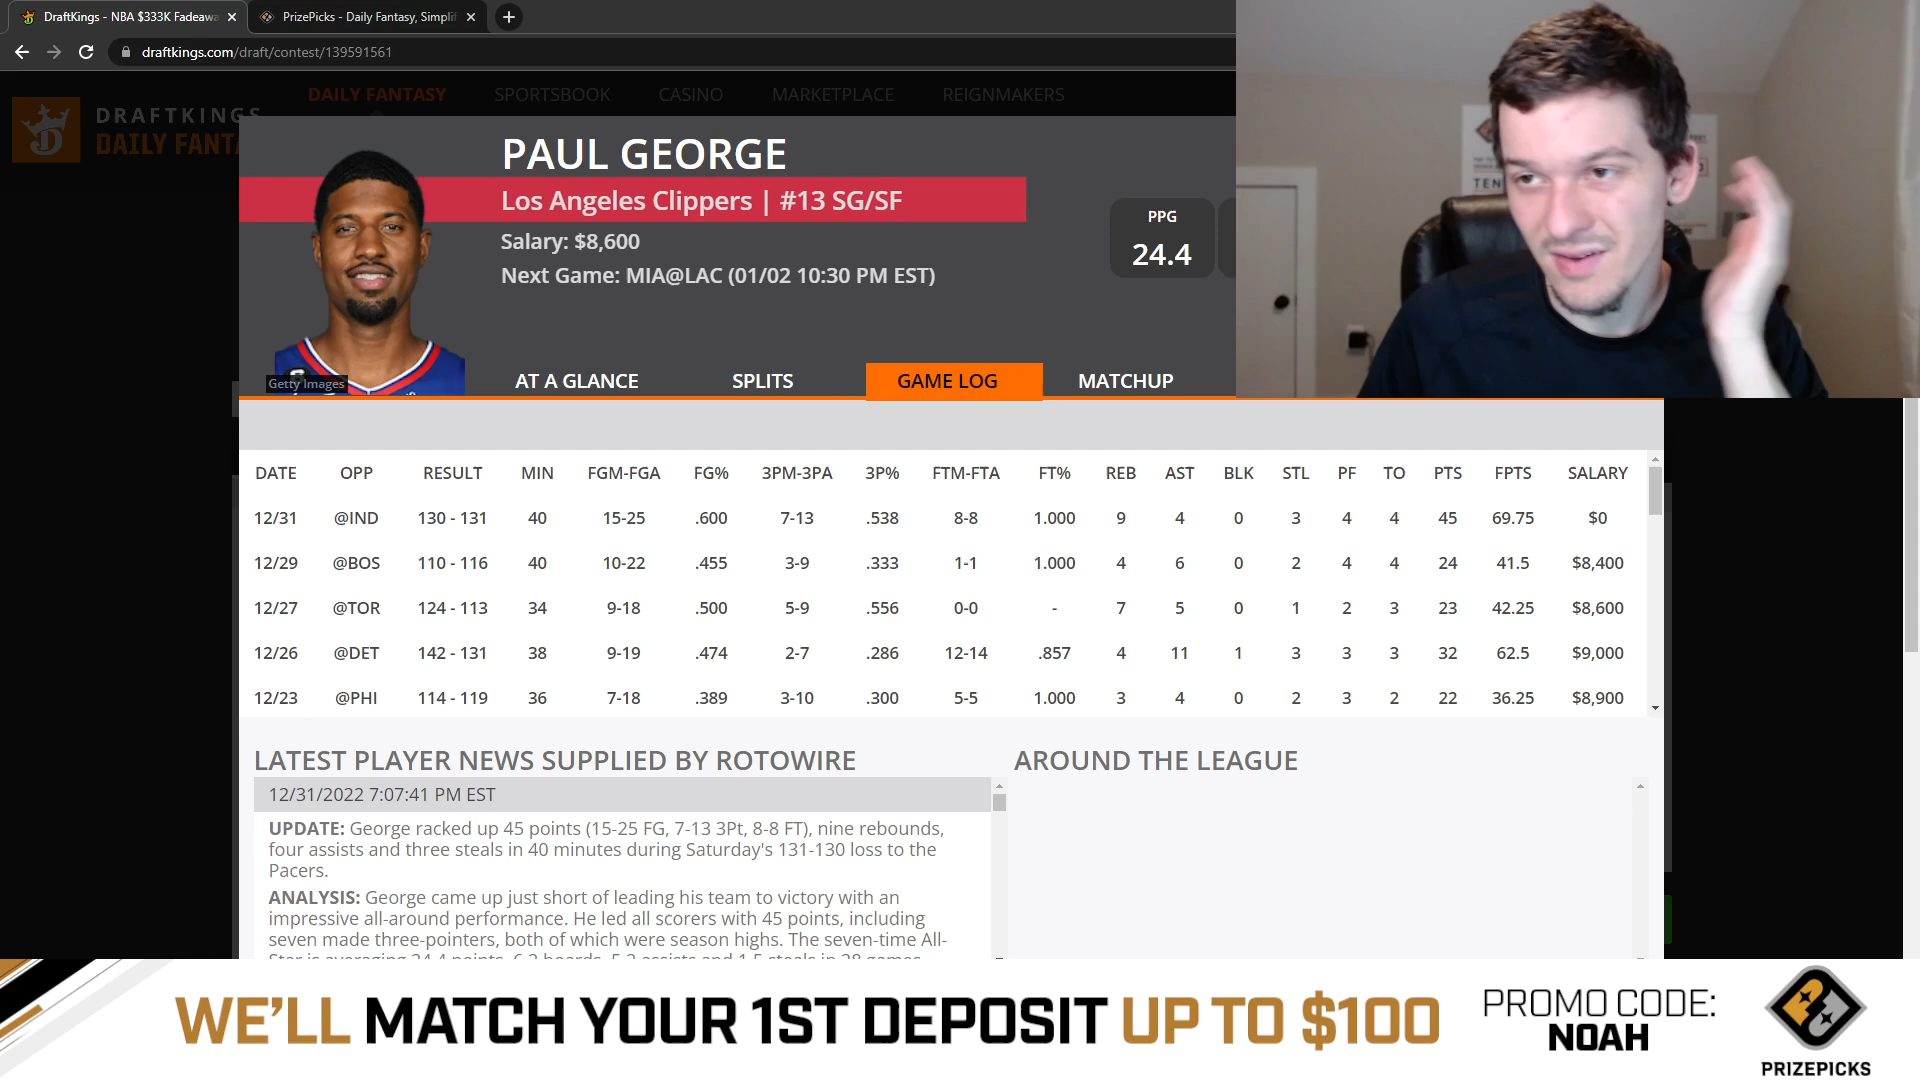 DraftKings - NBA $333K Fadeawa
PrizePicks - Daily Fantasy, Simplif
draftkings.com/draft/contest/139591561
DAILY FANTASY SPORTSBOOK CASINO MARKETPLACE REIGNMAKERS
DRAFTKINGS
DAILY FANTA
PAUL GEORGE
Los Angeles Clippers | #13 SG/SF
Salary: $8,600
Next Game: MIA@LAC (01/02 10:30 PM EST)
PPG
24.4
Getty Images
AT A GLANCE SPLITS GAME LOG MATCHUP
DATE OPP RESULT MIN FGM-FGA FG% 3PM-3PA 3P% FTM-FTA FT% REB AST BLK STL PF TO PTS FPTS SALARY
12/31 @IND 130 - 131 40 15-25 .600 7-13 .538 8-8 1.000 9 4 0 3 4 4 45 69.75 $0
12/29 @BOS 110 - 116 40 10-22 .455 3-9 .333 1-1 1.000 4 6 0 2 4 4 24 41.5 $8,400
12/27 @TOR 124 - 113 34 9-18 .500 5-9 .556 0-0 - 7 5 0 1 2 3 23 42.25 $8,600
12/26 @DET 142 - 131 38 9-19 .474 2-7 .286 12-14 .857 4 11 1 3 3 3 32 62.5 $9,000
12/23 @PHI 114 - 119 36 7-18 .389 3-10 .300 5-5 1.000 3 4 0 2 3 2 22 36.25 $8,900
LATEST PLAYER NEWS SUPPLIED BY ROTOWIRE
12/31/2022 7:07:41 PM EST
UPDATE: George racked up 45 points (15-25 FG, 7-13 3Pt, 8-8 FT), nine rebounds,
four assists and three steals in 40 minutes during Saturday's 131-130 loss to the
Pacers.
ANALYSIS: George came up just short of leading his team to victory with an
impressive all-around performance. He led all scorers with 45 points, including
seven made three-pointers, both of which were season highs. The seven-time All-
AROUND THE LEAGUE
TEN
WE'LL MATCH YOUR 1ST DEPOSIT UP TO $100
PROMO CODE:
NOAH
PRIZEPICKS